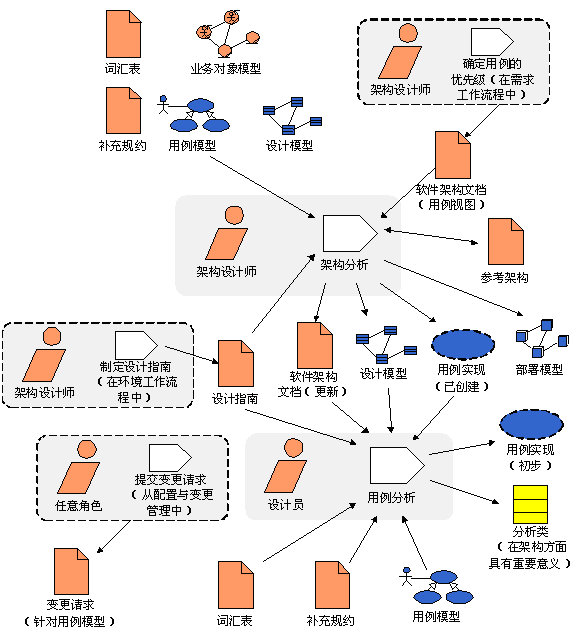 词汇表
业务对象模型
架构设计师
确定用例的
优先级（在需求
工作流程中）
补充规约
用例模型
设计模型
软件架构文档
（用例视图）
架构设计师
架构分析
参考架构
架构设计师
制定设计指南
（在环境工作流
程中）
设计指南
软件架构
文档（更新）
设计模型
用例实现
（已创建）
部署模型
任意角色
提交变更请求
（从配置与变更
管理中）
设计员
用例分析
用例实现
（初步）
分析类
（在架构方面
具有重要意义）
变更请求
（针对用例模型）
词汇表
补充规约
用例模型